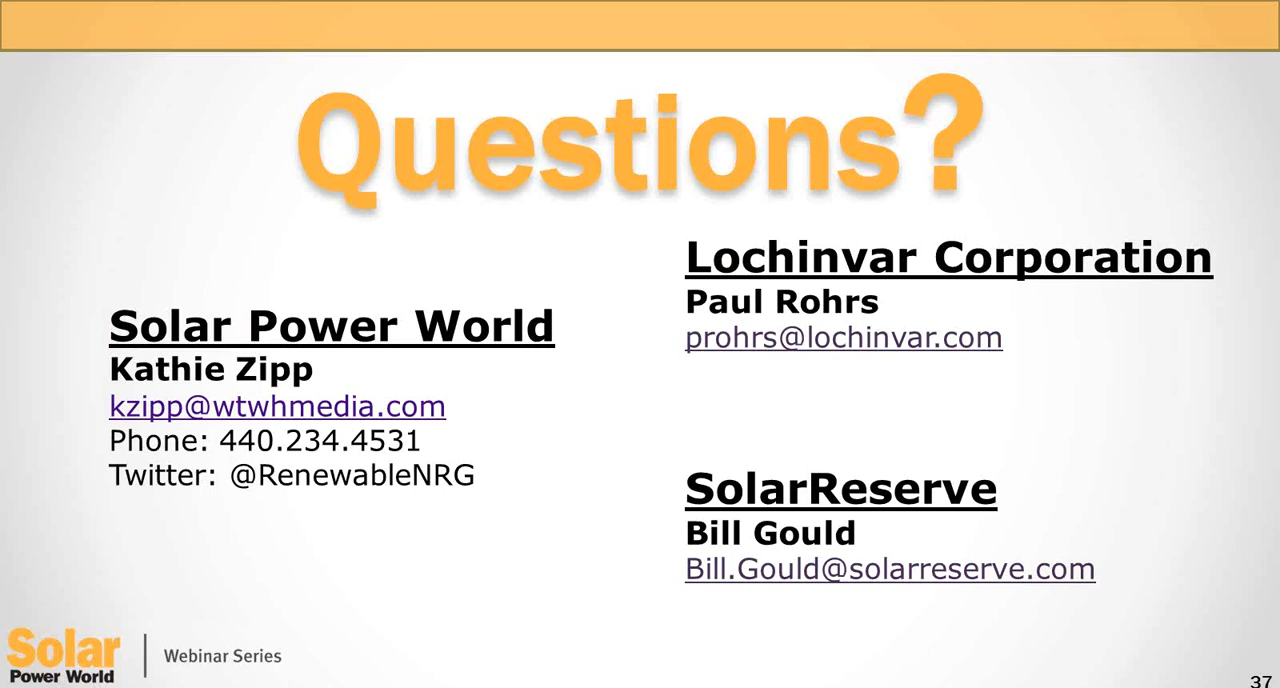 Questions?
Solar Power World
Kathie Zipp
kzipp@wtwhmedia.com
Phone: 440.234.4531
Twitter: @RenewableNRG
Lochinvar Corporation
Paul Rohrs
prohrs@lochinvar.com
SolarReserve
Bill Gould
Bill.Gould@solarreserve.com
Solar
Power World
Webinar Series
37